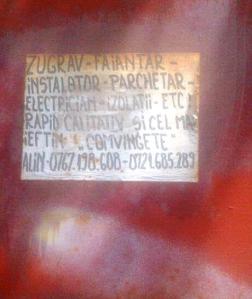 ZUGRAV-FAIANTAR-
INSTALATOR-PARCHETAR-
ELECTRICIAN-IZOLATII-ETC!
RAPID CALITATIV SI CEL MAI
IEFTIN- „CONVINGETE"
ALIN-0767.198.608-0721.685.289